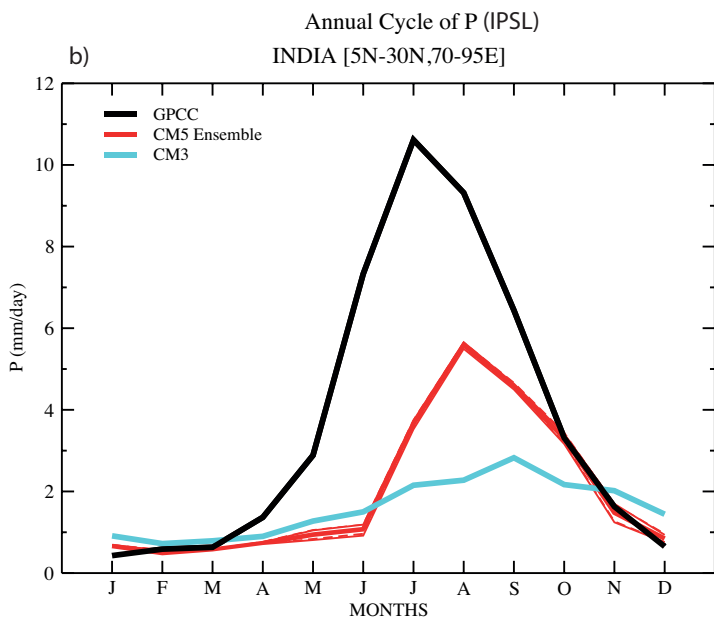 Annual Cycle of P (IPSL)
b)
INDIA [5N-30N,70-95E]
12
10
8
6
4
2
0
P (mm/day)
GPCC
CM5 Ensemble
CM3
J F M A M J J A S O N D
MONTHS